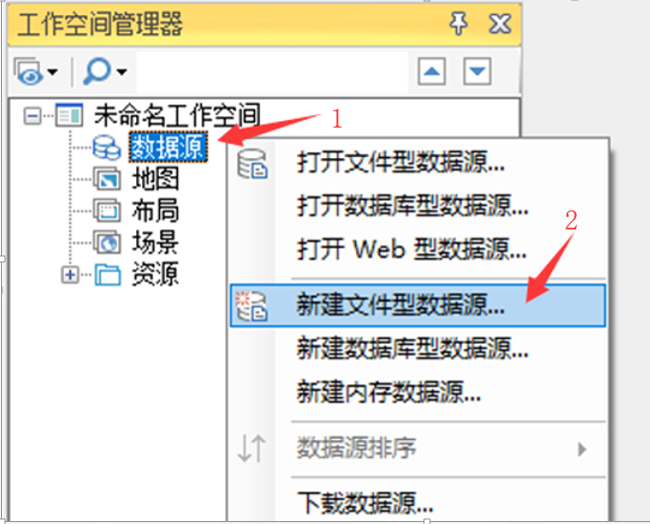 工作空间管理器
未命名工作空间
1
数据源
打开文件型数据源...
地图
打开数据库型数据源...
布局
2
场景
打开 Web 型数据源...
资源
新建文件型数据源...
新建数据库型数据源...
新建内存数据源...
数据源排序
下载数据源...